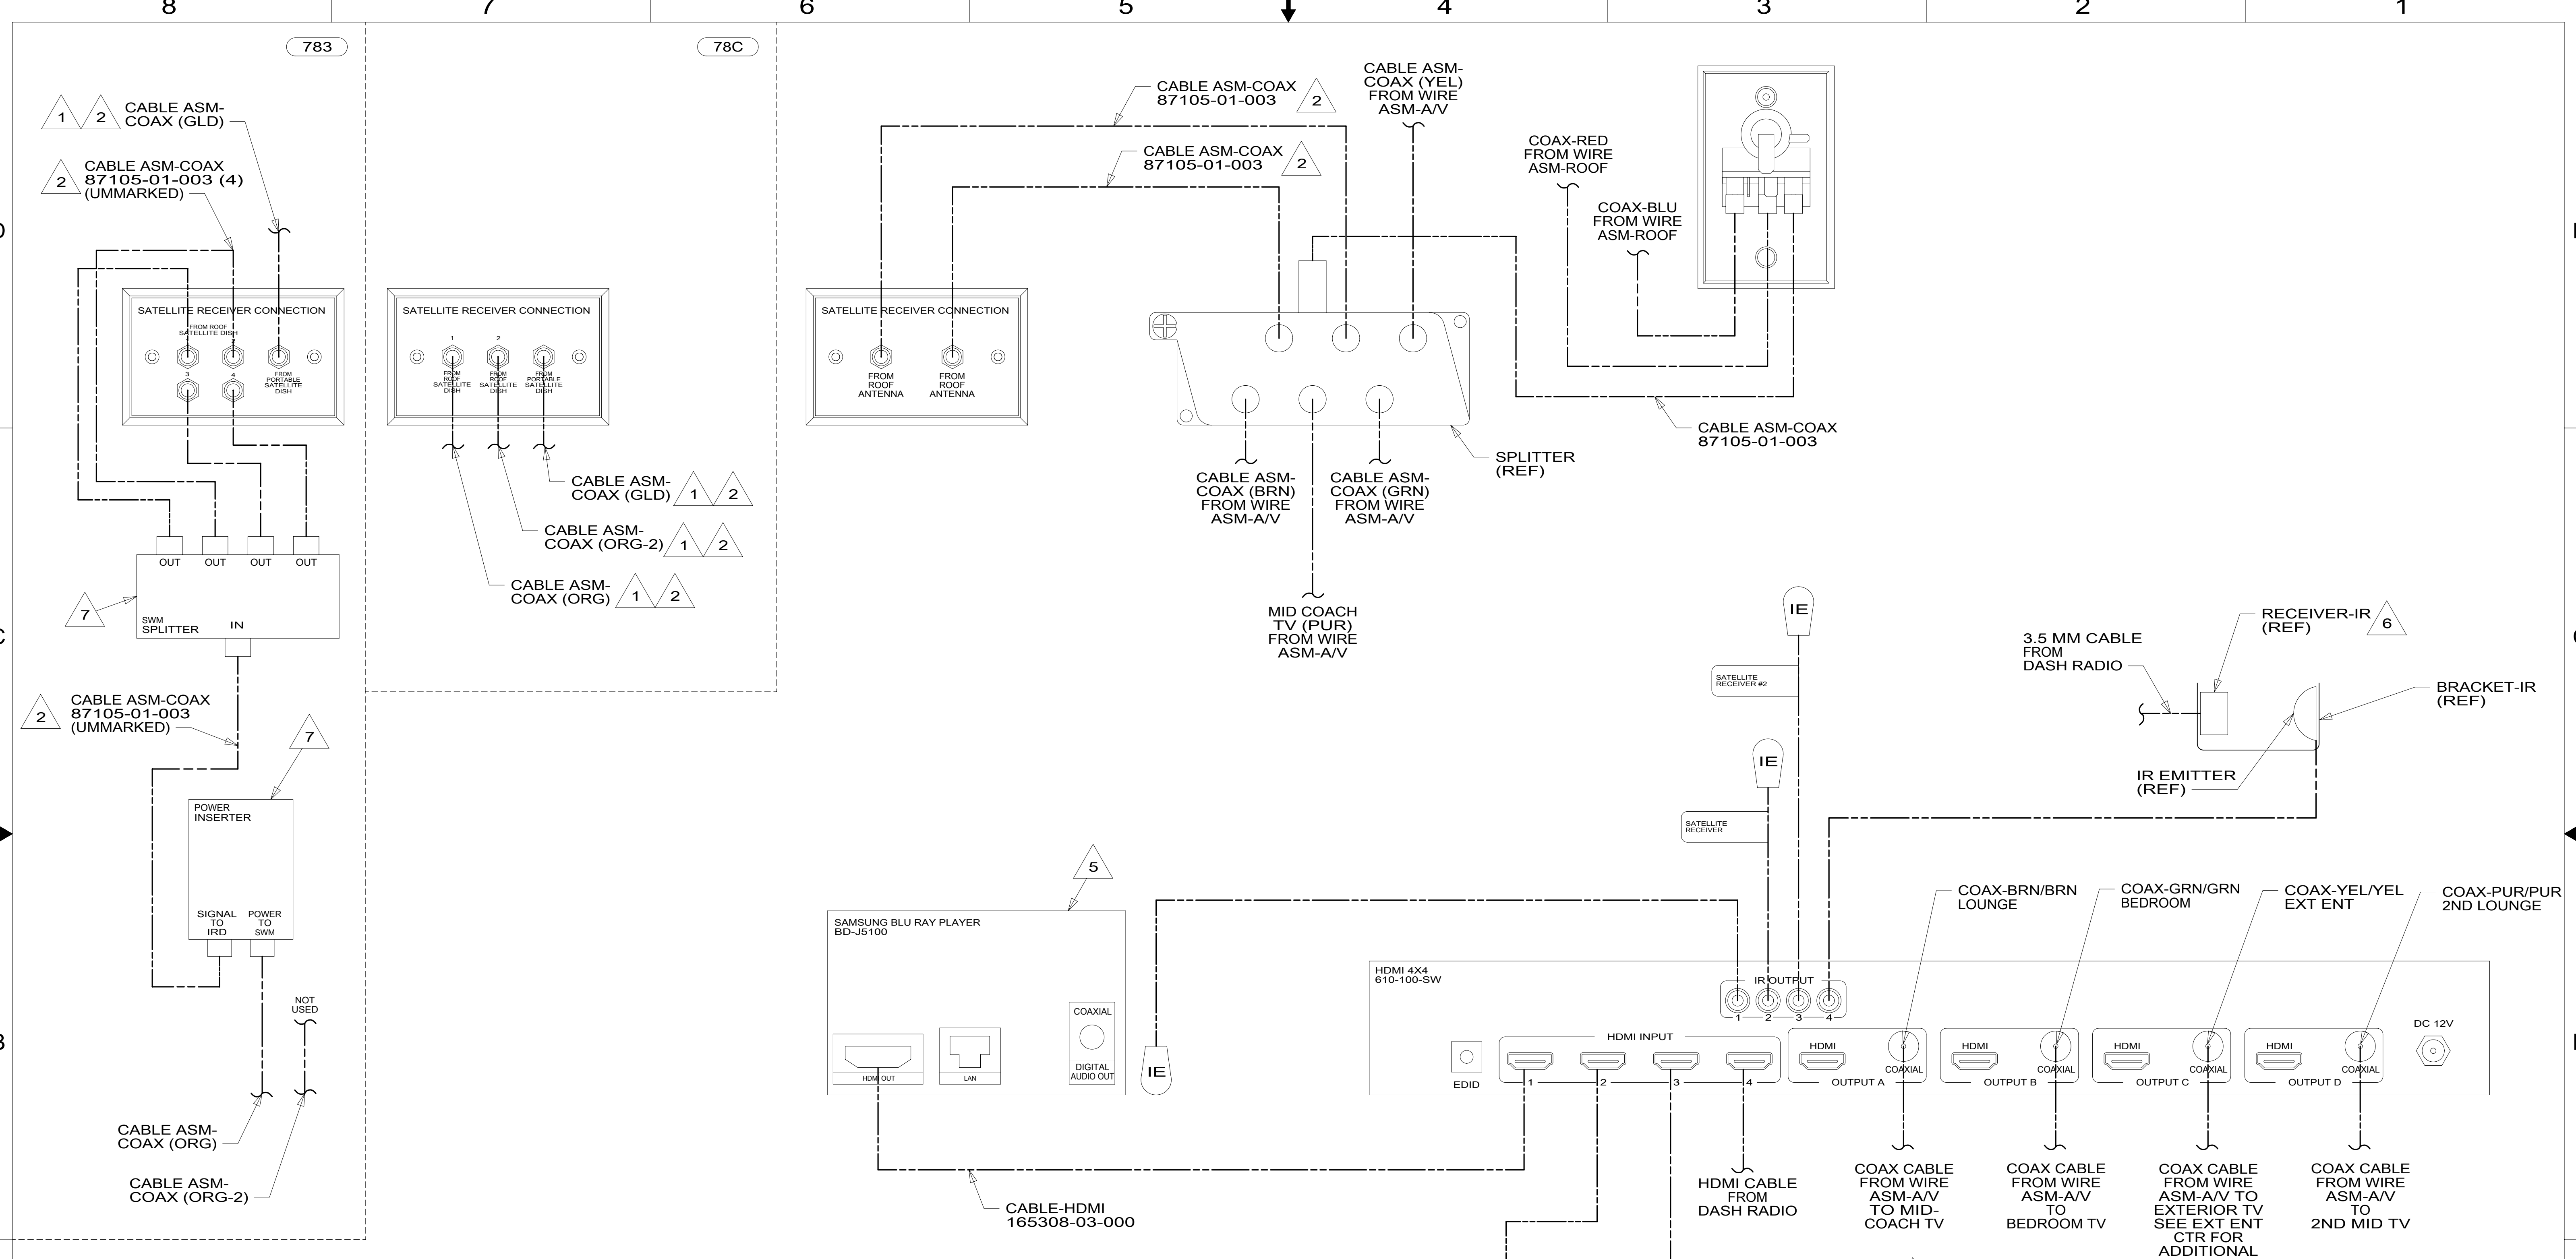 8
7
6
5
4
3
2
1
783
78C
1
2
CABLE ASM-
COAX (GLD)
2
CABLE ASM-COAX
87105-01-003 (4)
(UMMARKED)
SATELLITE RECEIVER CONNECTION
FROM ROOF
SATELLITE DISH
3
4
FROM
PORTABLE
SATELLITE
DISH
OUT
OUT
OUT
OUT
7
SWM
SPLITTER
IN
2
CABLE ASM-COAX
87105-01-003
(UMMARKED)
7
POWER
INSERTER
SIGNAL
TO
IRD
POWER
TO
SWM
NOT
USED
CABLE ASM-
COAX (ORG)
CABLE ASM-
COAX (ORG-2)
SATELLITE RECEIVER CONNECTION
1
2
FROM
ROOF
SATELLITE
DISH
FROM
ROOF
SATELLITE
DISH
FROM
PORTABLE
SATELLITE
DISH
CABLE ASM-
COAX (GLD)
1
2
CABLE ASM-
COAX (ORG-2)
1
2
CABLE ASM-
COAX (ORG)
1
2
CABLE ASM-COAX
87105-01-003
2
CABLE ASM-COAX
87105-01-003
2
CABLE ASM-
COAX (YEL)
FROM WIRE
ASM-A/V
COAX-RED
FROM WIRE
ASM-ROOF
COAX-BLU
FROM WIRE
ASM-ROOF
SATELLITE RECEIVER CONNECTION
FROM
ROOF
ANTENNA
FROM
ROOF
ANTENNA
CABLE ASM-COAX
87105-01-003
SPLITTER
(REF)
CABLE ASM-
COAX (BRN)
FROM WIRE
ASM-A/V
CABLE ASM-
COAX (GRN)
FROM WIRE
ASM-A/V
MID COACH
TV (PUR)
FROM WIRE
ASM-A/V
IE
SATELLITE
RECEIVER #2
IE
SATELLITE
RECEIVER
3.5 MM CABLE
FROM
DASH RADIO
RECEIVER-IR
(REF)
6
BRACKET-IR
(REF)
IR EMITTER
(REF)
5
SAMSUNG BLU RAY PLAYER
BD-J5100
COAXIAL
DIGITAL
AUDIO OUT
HDMI OUT
LAN
IE
CABLE-HDMI
165308-03-000
COAX-BRN/BRN
LOUNGE
COAX-GRN/GRN
BEDROOM
COAX-YEL/YEL
EXT ENT
COAX-PUR/PUR
2ND LOUNGE
HDMI 4X4
610-100-SW
IR OUTPUT
1
2
3
4
EDID
HDMI INPUT
1
2
3
4
HDMI
COAXIAL
OUTPUT A
HDMI
COAXIAL
OUTPUT B
HDMI
COAXIAL
OUTPUT C
HDMI
COAXIAL
OUTPUT D
DC 12V
HDMI CABLE
FROM
DASH RADIO
COAX CABLE
FROM WIRE
ASM-A/V
TO MID-
COACH TV
COAX CABLE
FROM WIRE
ASM-A/V
TO
BEDROOM TV
COAX CABLE
FROM WIRE
ASM-A/V TO
EXTERIOR TV
SEE EXT ENT
CTR FOR
ADDITIONAL
COAX CABLE
FROM WIRE
ASM-A/V
TO
2ND MID TV